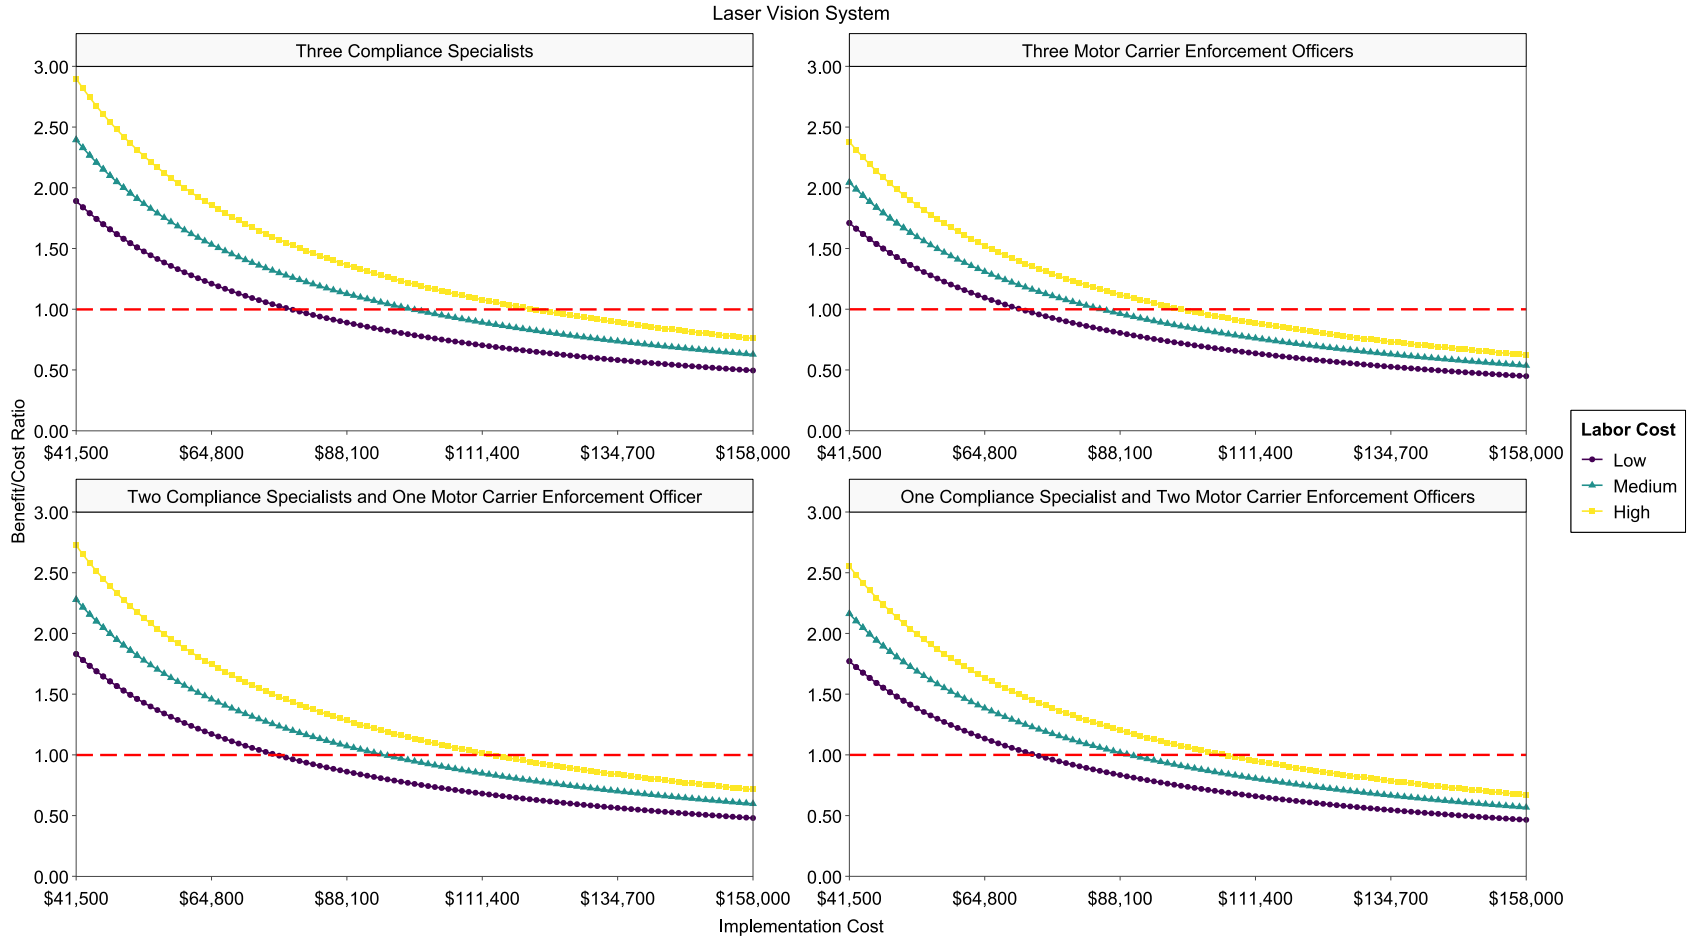 Laser Vision System
Three Compliance Specialists
3.00
2.50
2.00
1.50
1.00
0.50
0.00
$41,500 $64,800 $88,100 $111,400 $134,700 $158,000
Three Motor Carrier Enforcement Officers
3.00
2.50
2.00
1.50
1.00
0.50
0.00
$41,500 $64,800 $88,100 $111,400 $134,700 $158,000
Two Compliance Specialists and One Motor Carrier Enforcement Officer
3.00
2.50
2.00
1.50
1.00
0.50
0.00
$41,500 $64,800 $88,100 $111,400 $134,700 $158,000
One Compliance Specialist and Two Motor Carrier Enforcement Officers
3.00
2.50
2.00
1.50
1.00
0.50
0.00
$41,500 $64,800 $88,100 $111,400 $134,700 $158,000
Benefit/Cost Ratio
Implementation Cost
Labor Cost
Low
Medium
High